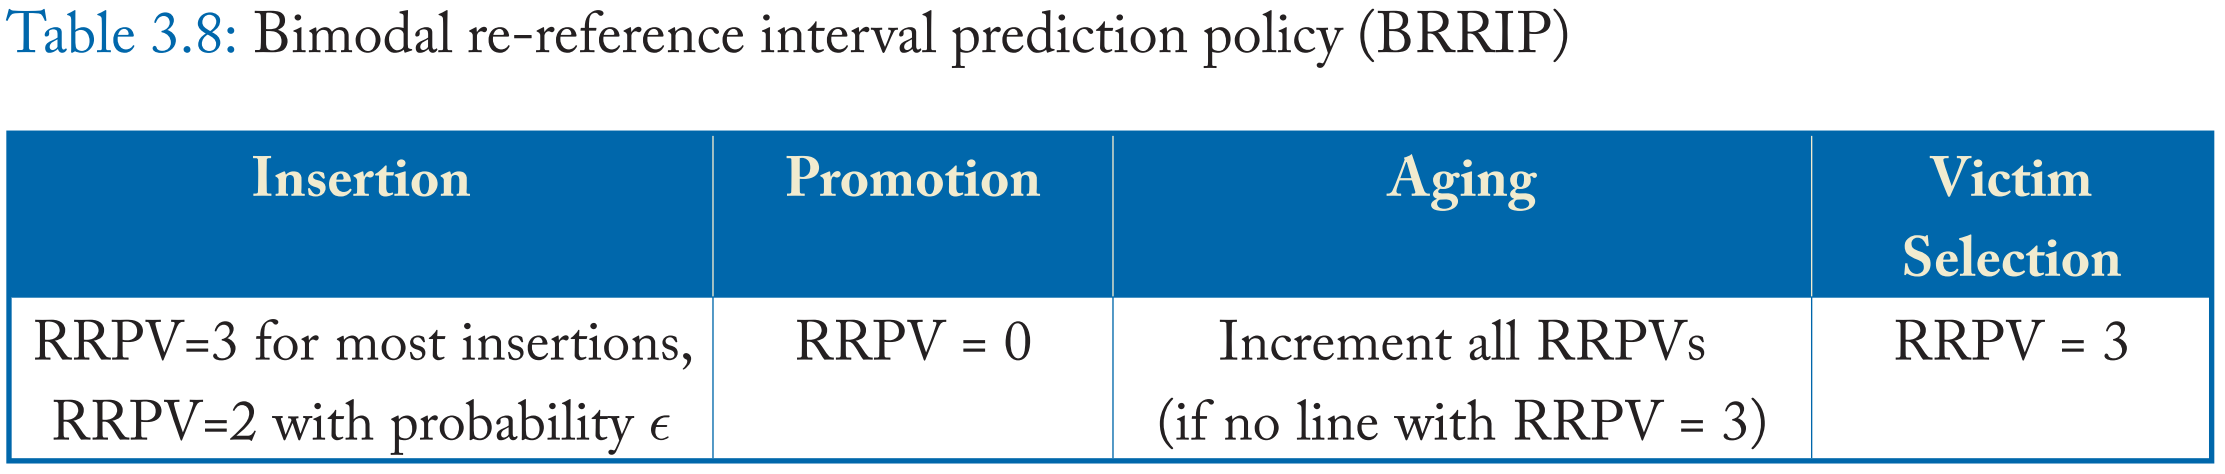 Table 3.8: Bimodal re-reference interval prediction policy (BRRIP)
Insertion
Promotion
Aging
Victim
Selection
RRPV=3 for most insertions,
RRPV=2 with probability ϵ
RRPV = 0
Increment all RRPVs
(if no line with RRPV = 3)
RRPV = 3